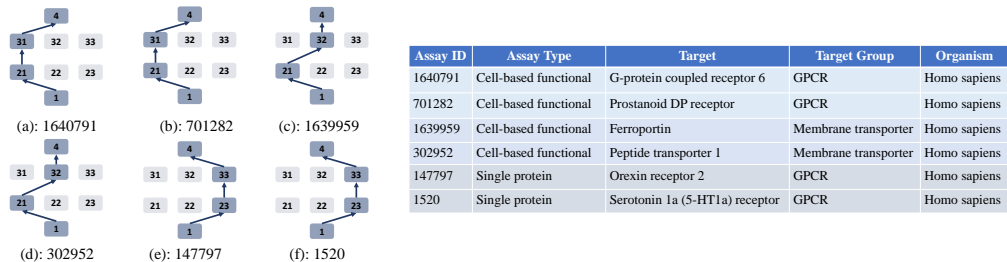 4 4 4
31 32 33 31 32 33 31 32 33
21 22 23 21 22 23 21 22 23
1 1 1
(a): 1640791 (b): 701282 (c): 1639959
4 4 4
31 32 33 31 32 33 31 32 33
21 22 23 21 22 23 21 22 23
1 1 1
(d): 302952 (e): 147797 (f): 1520
Assay ID Assay Type Target Target Group Organism
1640791 Cell-based functional G-protein coupled receptor 6 GPCR Homo sapiens
701282 Cell-based functional Prostanoid DP receptor GPCR Homo sapiens
1639959 Cell-based functional Ferroportin Membrane transporter Homo sapiens
302952 Cell-based functional Peptide transporter 1 Membrane transporter Homo sapiens
147797 Single protein Orexin receptor 2 GPCR Homo sapiens
1520 Single protein Serotonin 1a (5-HT1a) receptor GPCR Homo sapiens